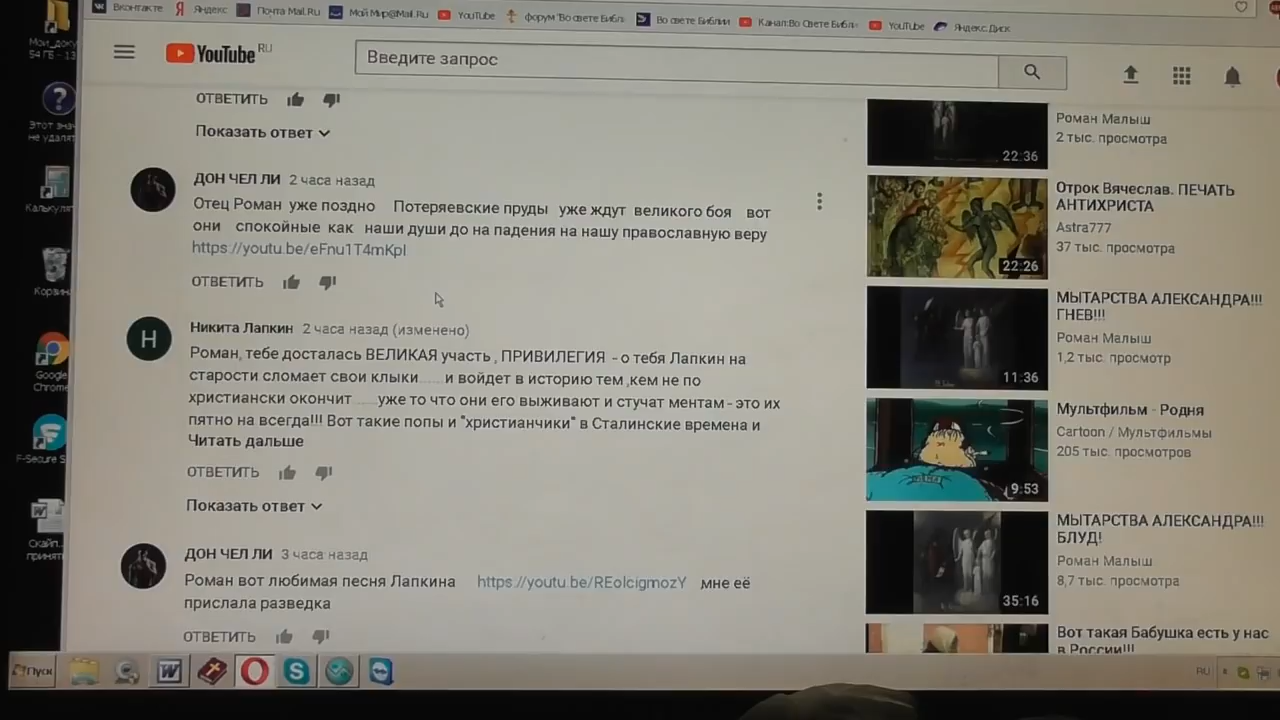 Вконтакте Яндекс Почта Mail.Ru Мой Мир@Mail.Ru YouTube форум "Во свете Библ Во свете Библии Канал:Во Свете Библ YouTube Яндекс.Диск
YouTube RU
Введите запрос
ОТВЕТИТЬ
Показать ответ
ДОН ЧЕЛ ЛИ 2 часа назад
Отец Роман уже поздно Потеряевские пруды уже ждут великого боя вот
они спокойные как наши души до на падения на нашу православную веру
https://youtu.be/eFnu1T4mKpI
ОТВЕТИТЬ
Никита Лапкин 2 часа назад (изменено)
Роман, тебе досталась ВЕЛИКАЯ участь , ПРИВИЛЕГИЯ - о тебя Лапкин на
старости сломает свои клыки......и войдет в историю тем ,кем не по
христиански окончит .....уже то что они его выживают и стучат ментам - это их
пятно на всегда!!! Вот такие попы и "христианчики" в Сталинские времена и
Читать дальше
ОТВЕТИТЬ
Показать ответ
ДОН ЧЕЛ ЛИ 3 часа назад
Роман вот любимая песня Лапкина https://youtu.be/REolcigmozY мне её
прислала разведка
ОТВЕТИТЬ
22:36
Роман Малыш
2 тыс. просмотра
22:26
Отрок Вячеслав. ПЕЧАТЬ
АНТИХРИСТА
Astra777
37 тыс. просмотра
11:36
МЫТАРСТВА АЛЕКСАНДРА!!!
ГНЕВ!!!
Роман Малыш
1,2 тыс. просмотр
9:53
Мультфильм - Родня
Cartoon / Мультфильмы
205 тыс. просмотров
35:16
МЫТАРСТВА АЛЕКСАНДРА!!!
БЛУД!
Роман Малыш
8,7 тыс. просмотра
Вот такая Бабушка есть у нас
в России!!!
Мои_доку
54 ГБ - 13
Этот знач
не удалят
Калькулят
Корзина
Google
Chrome
F-Secure S
Скайп...
принят
Пуск
RU